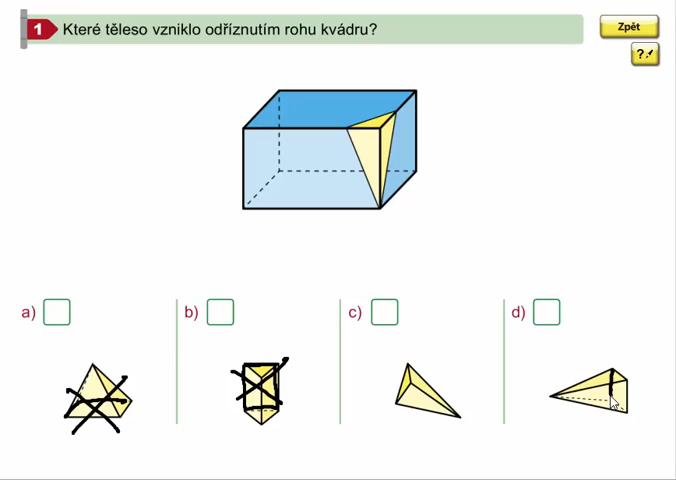 1 Které těleso vzniklo odříznutím rohu kvádru?
Zpět
?
a) b) c) d)